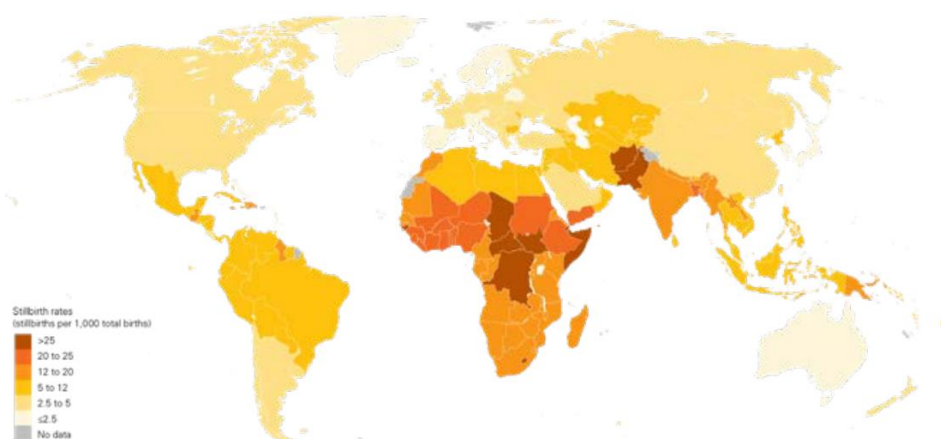 Stillbirth rates
(stillbirths per 1,000 total births)
>25
20 to 25
12 to 20
5 to 12
2.5 to 5
≤2.5
No data